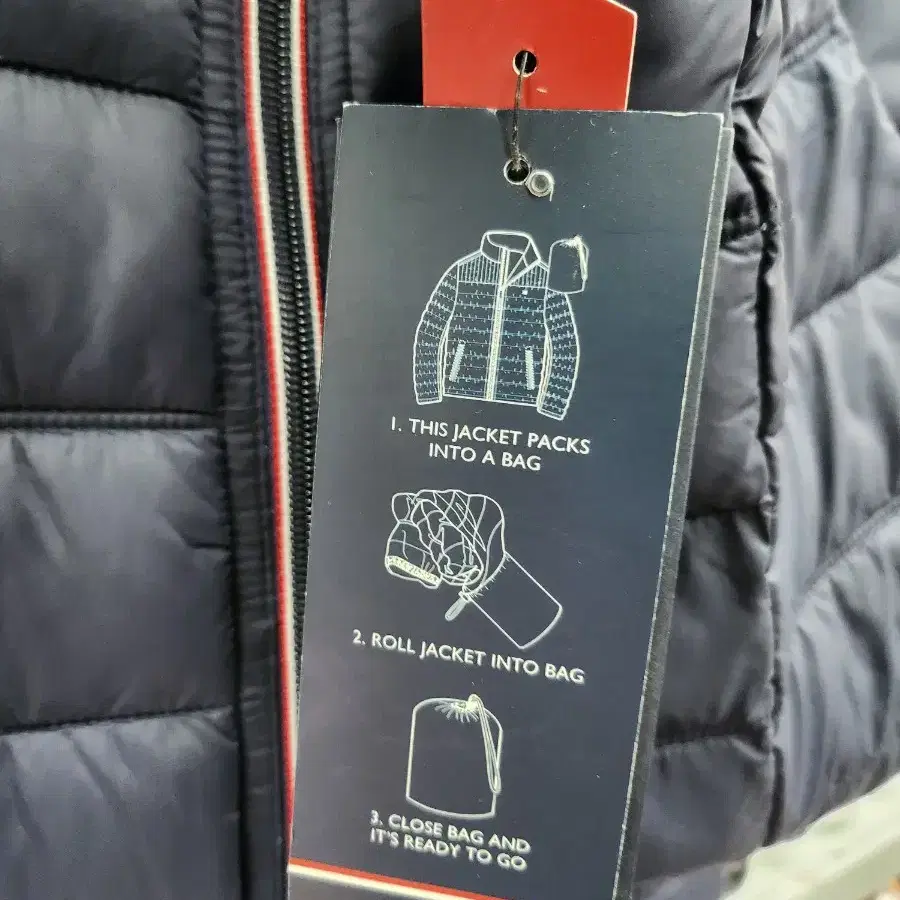 1. THIS JACKET PACKS
INTO A BAG
2. ROLL JACKET INTO BAG
3. CLOSE BAG AND
IT'S READY TO GO